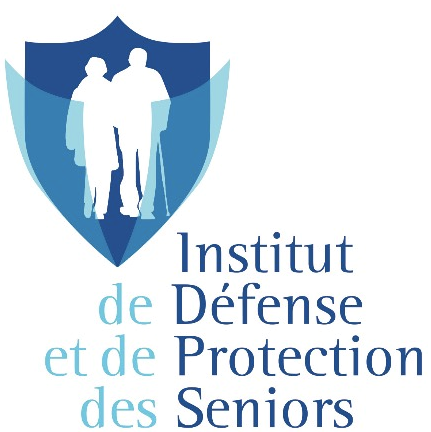 Institut
de Défense
et de Protection
des Seniors